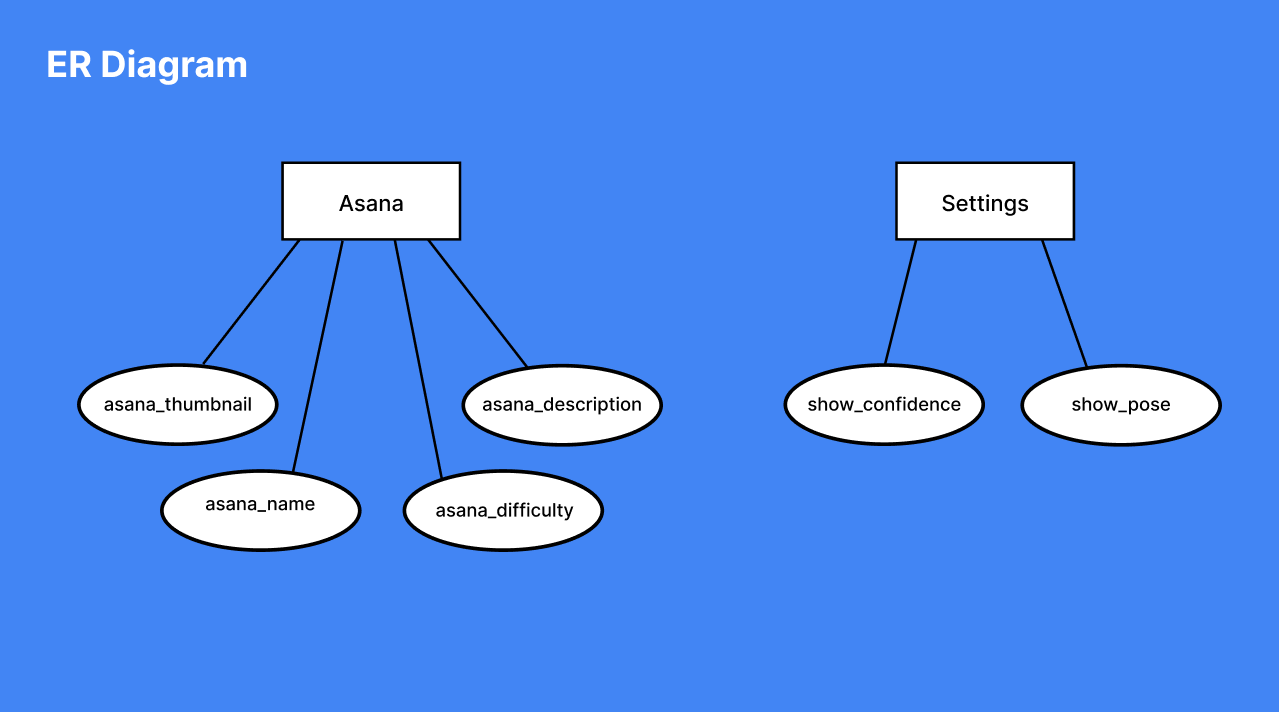 ER Diagram
Asana
Settings
asana_thumbnail
asana_description
show_confidence
show_pose
asana_name
asana_difficulty